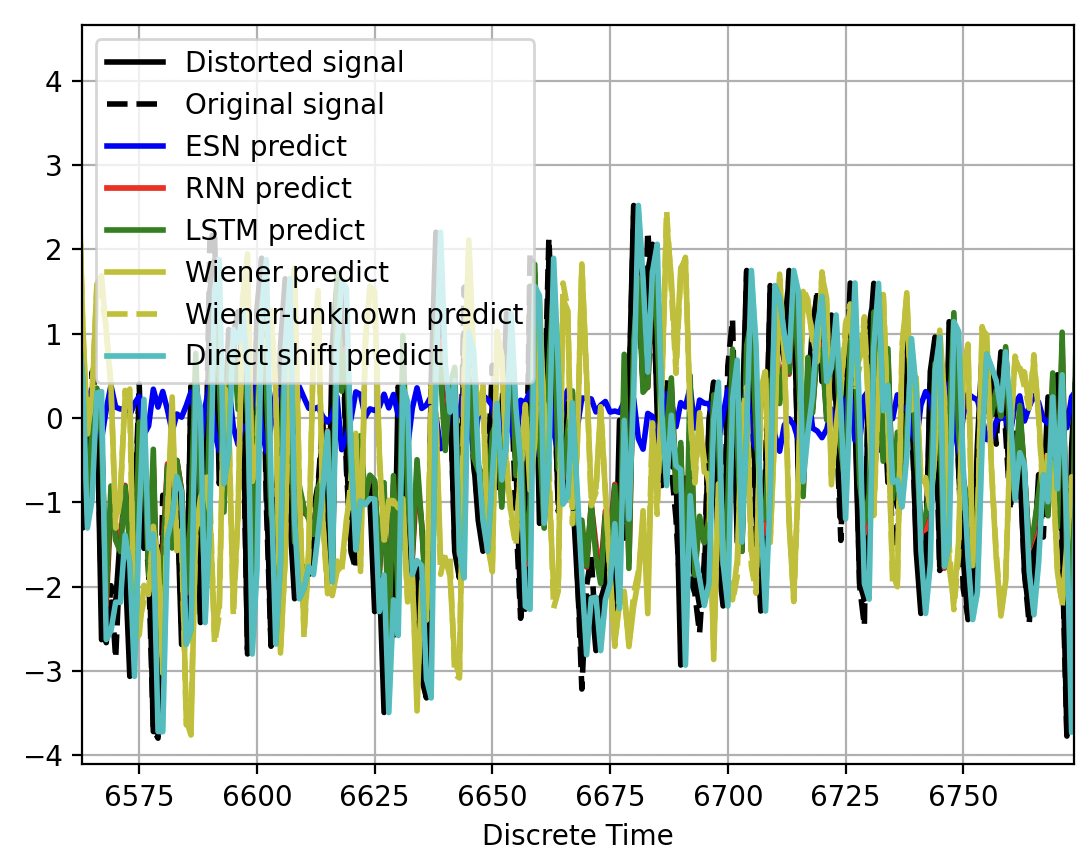 Distorted signal
Original signal
ESN predict
RNN predict
LSTM predict
Wiener predict
Wiener-unknown predict
Direct shift predict
4
3
2
1
0
−1
−2
−3
−4
6575 6600 6625 6650 6675 6700 6725 6750
Discrete Time